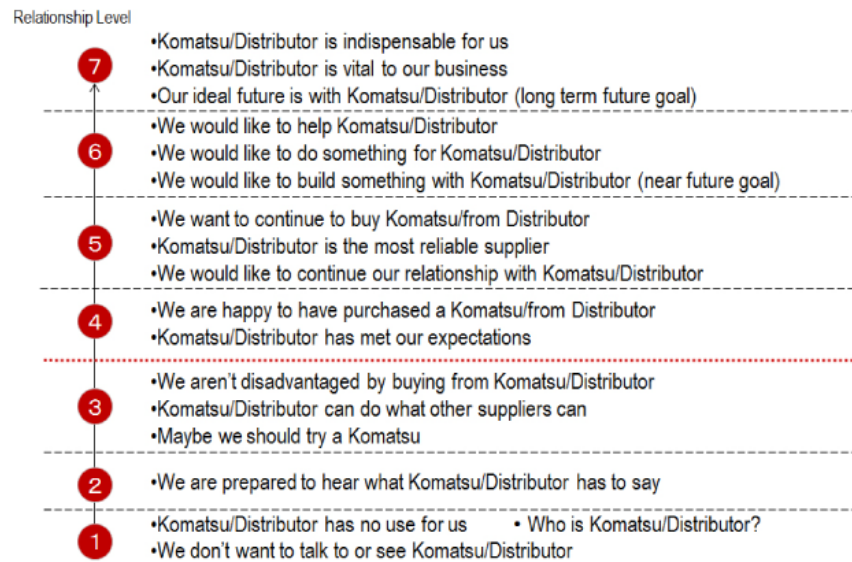 Relationship Level
7
•Komatsu/Distributor is indispensable for us
•Komatsu/Distributor is vital to our business
•Our ideal future is with Komatsu/Distributor (long term future goal)
6
•We would like to help Komatsu/Distributor
•We would like to do something for Komatsu/Distributor
•We would like to build something with Komatsu/Distributor (near future goal)
5
•We want to continue to buy Komatsu/from Distributor
•Komatsu/Distributor is the most reliable supplier
•We would like to continue our relationship with Komatsu/Distributor
4
•We are happy to have purchased a Komatsu/from Distributor
•Komatsu/Distributor has met our expectations
3
•We aren't disadvantaged by buying from Komatsu/Distributor
•Komatsu/Distributor can do what other suppliers can
•Maybe we should try a Komatsu
2
•We are prepared to hear what Komatsu/Distributor has to say
1
•Komatsu/Distributor has no use for us • Who is Komatsu/Distributor?
•We don't want to talk to or see Komatsu/Distributor